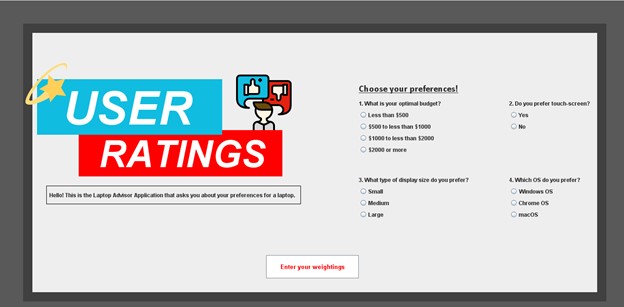 USER
RATINGS
Hello! This is the Laptop Advisor Application that asks you about your preferences for a laptop.
Choose your preferences!
1. What is your optimal budget?
Less than $500
$500 to less than $1000
$1000 to less than $2000
$2000 or more
2. Do you prefer touch-screen?
Yes
No
3. What type of display size do you prefer?
Small
Medium
Large
4. Which OS do you prefer?
Windows OS
Chrome OS
macOS
Enter your weightings